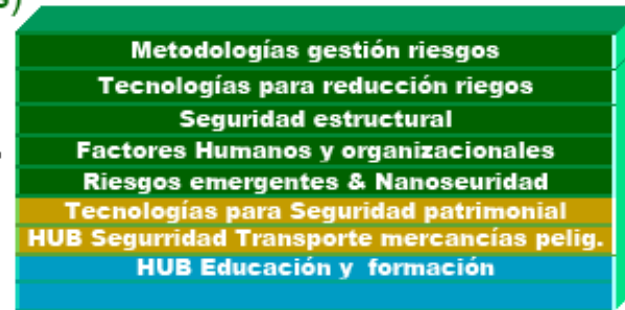 Metodologías gestión riesgos
Tecnologías para reducción riegos
Seguridad estructural
Factores Humanos y organizacionales
Riesgos emergentes & Nanoseuridad
Tecnologías para Seguridad patrimonial
HUB Segurridad Transporte mercancías pelig.
HUB Educación y formación